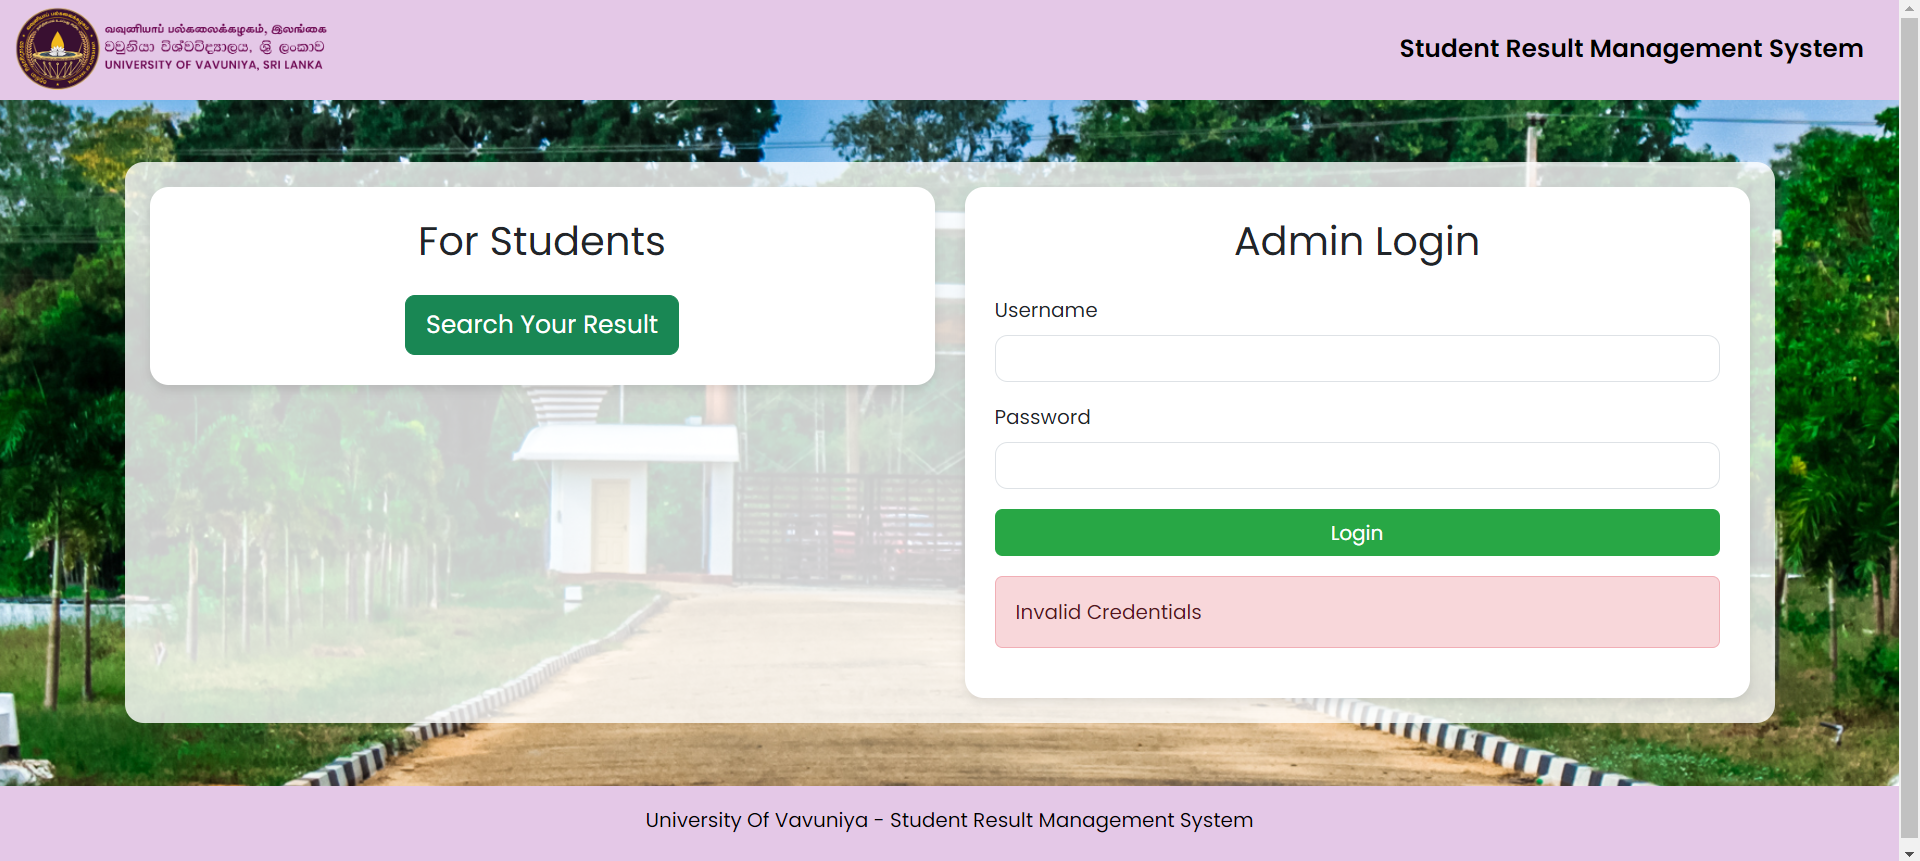 வவுனியாப் பல்கலைக்கழகம், இலங்கை
වවුනියා විශ්වවිද්‍යාලය, ශ්‍රී ලංකාව
UNIVERSITY OF VAVUNIYA, SRI LANKA
Student Result Management System
For Students
Search Your Result
Admin Login
Username
Password
Login
Invalid Credentials
University Of Vavuniya - Student Result Management System